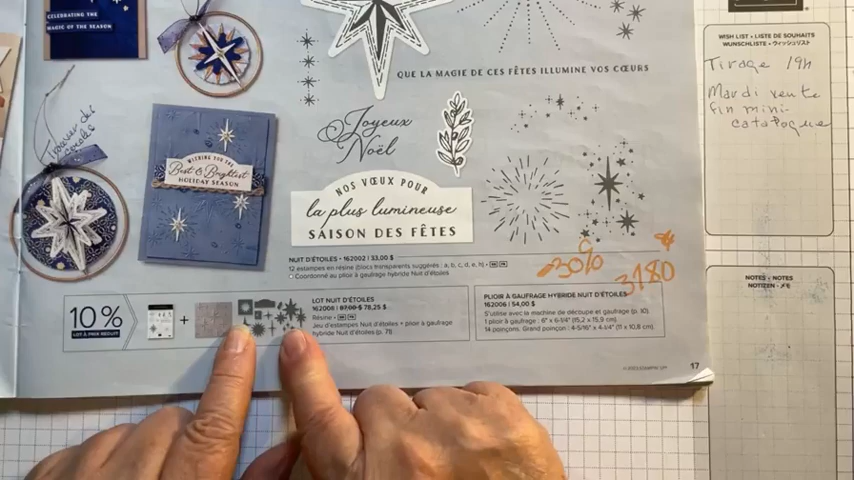 CELEBRATING THE
MAGIC OF THE SEASON
QUE LA MAGIE DE CES FÊTES ILLUMINE VOS CŒURS
Joyeux
Noël
Trousse des
WISHING YOU THE
Best & Brightest
HOLIDAY SEASON
NOS VŒUX POUR
la plus lumineuse
SAISON DES FÊTES
NUIT D'ÉTOILES • 162002 | 33,00 $
12 estampes en résine (blocs transparents suggérés : a, b, c, d, e, h) •
Coordonné au plioir à gaufrage hybride Nuit d'étoiles
-30%
3780
10%
LOT À PRIX RÉDUIT
+
LOT NUIT D'ÉTOILES
162008 | 87,00 $ 78,25 $
Résine •
Jeu d'estampes Nuit d'étoiles + plioir à gaufrage
hybride Nuit d'étoiles (p. 71)
PLIOIR À GAUFRAGE HYBRIDE NUIT D'ÉTOILES
162006 | 54,00 $
S'utilise avec la machine de découpe et gaufrage (p. 10)
1 plioir à gaufrage : 6" x 6-1/4" (15,2 x 15,9 cm)
14 poinçons. Grand poinçon : 4-5/16" x 4-1/4" (11 x 10,8 cm)
17
WISH LIST • LISTE DE SOUHAITS
WUNSCHLISTE • ウィッシュリスト
Tirage 19h
Mardi vente
fin mini-
catalogue
NOTES • NOTES
NOTIZEN • メモ